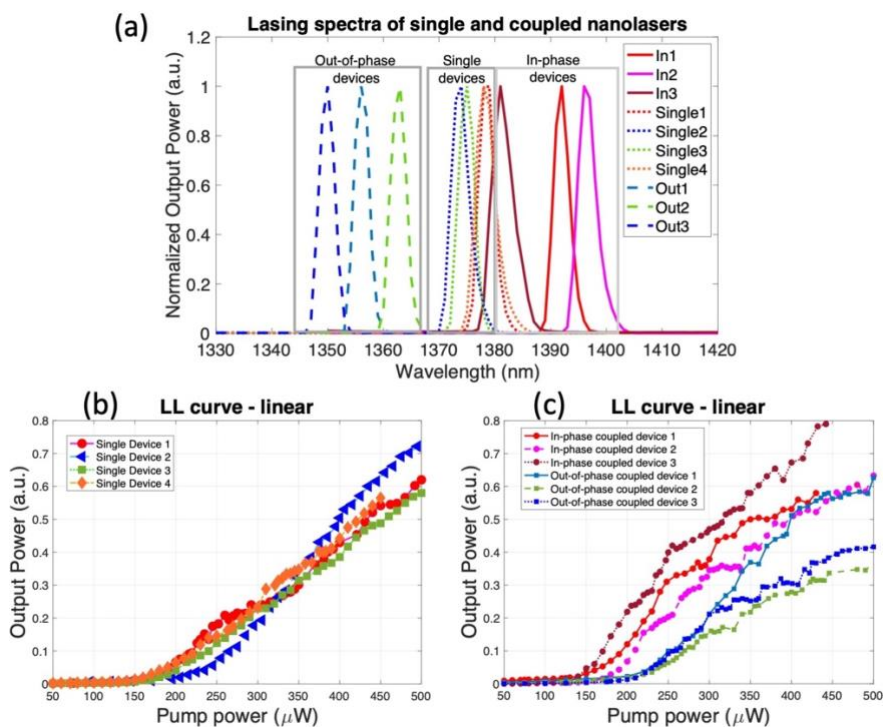 (a)
Lasing spectra of single and coupled nanolasers
Normalized Output Power (a.u.)
1.2
1
0.8
0.6
0.4
0.2
0
Out-of-phase
devices
Single
devices
In-phase
devices
In1
In2
In3
Single1
Single2
Single3
Single4
Out1
Out2
Out3
1330 1340 1350 1360 1370 1380 1390 1400 1410 1420
Wavelength (nm)
(b)
LL curve - linear
Output Power (a.u.)
0.8
0.7
0.6
0.5
0.4
0.3
0.2
0.1
0
Single Device 1
Single Device 2
Single Device 3
Single Device 4
50 100 150 200 250 300 350 400 450 500
Pump power (μW)
(c)
LL curve - linear
Output Power (a.u.)
0.8
0.7
0.6
0.5
0.4
0.3
0.2
0.1
0
In-phase coupled device 1
In-phase coupled device 2
In-phase coupled device 3
Out-of-phase coupled device 1
Out-of-phase coupled device 2
Out-of-phase coupled device 3
50 100 150 200 250 300 350 400 450 500
Pump power (μW)